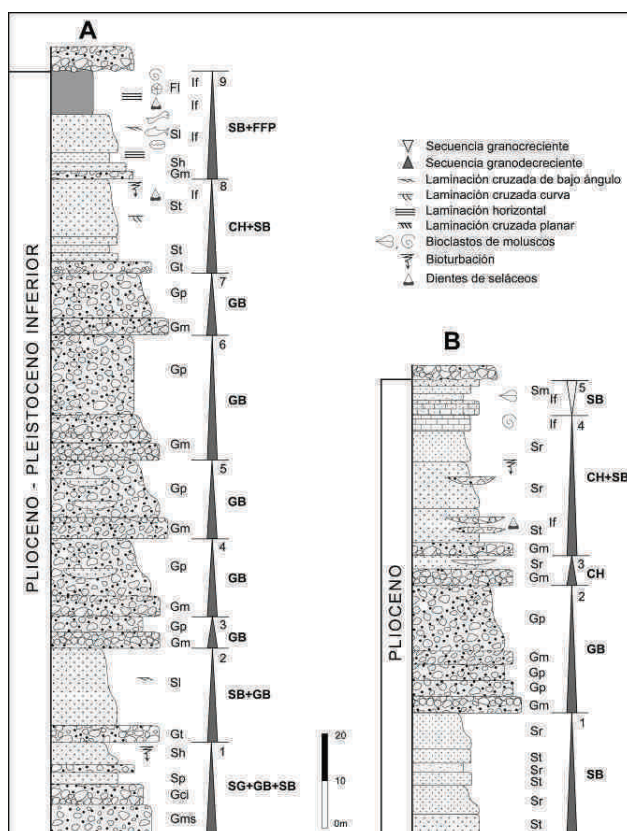 A
PLIOCENO - PLEISTOCENO INFERIOR
Fl
If
9
If
Sl
If
SB+FFP
Sh
Gm
8
If
St
CH+SB
St
Gt
7
Gp
GB
Gm
6
Gp
GB
Gm
5
Gp
GB
Gm
4
Gp
GB
Gm
3
Gp
GB
Gm
2
Sl
SB+GB
Gt
1
Sh
Sp
SG+GB+SB
Gcl
Gms
20
10
0m
Secuencia granocreciente
Secuencia granodecreciente
Laminación cruzada de bajo ángulo
Laminación cruzada curva
Laminación horizontal
Laminación cruzada planar
Bioclastos de moluscos
Bioturbación
Dientes de seláceos
B
PLIOCENO
5
Sm
If
SB
If
4
Sr
CH+SB
Sr
If
St
Gm
3
Sr
CH
Gm
2
Gp
GB
Gm
Gp
Gp
Gm
1
Sr
St
Sr
SB
St
Sr
St